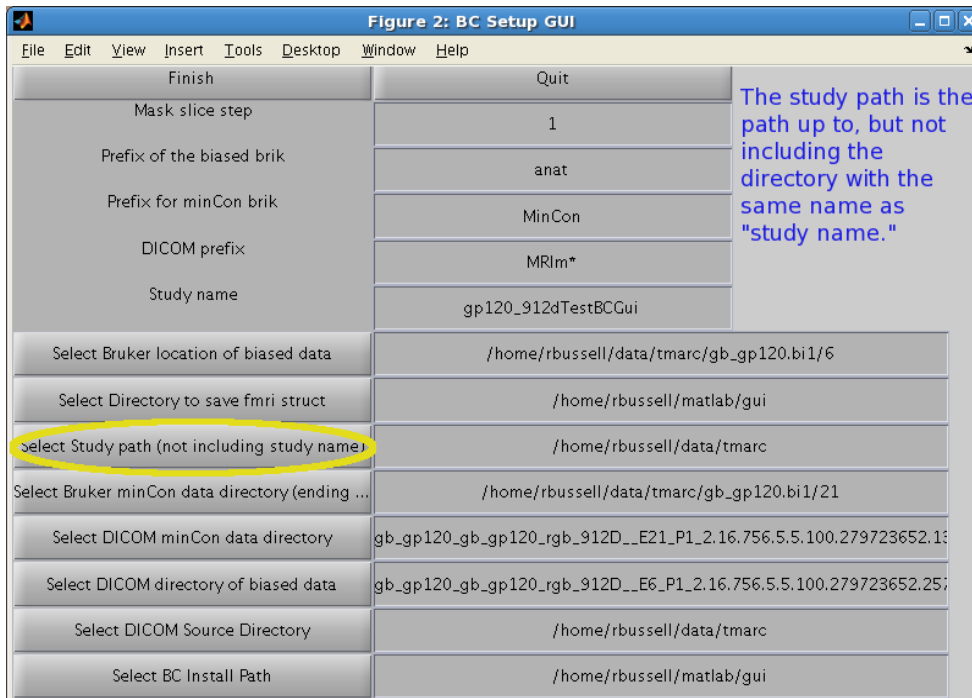 Figure 2: BC Setup GUI
File Edit View Insert Tools Desktop Window Help
Finish Quit
Mask slice step 1
Prefix of the biased brik anat
Prefix for minCon brik MinCon
DICOM prefix MRIm*
Study name gp120_912dTestBCGui
The study path is the
path up to, but not
including the
directory with the
same name as
"study name."
Select Bruker location of biased data /home/rbussell/data/tmarc/gb_gp120.bi1/6
Select Directory to save fmri struct /home/rbussell/matlab/gui
Select Study path (not including study name) /home/rbussell/data/tmarc
Select Bruker minCon data directory (ending ... /home/rbussell/data/tmarc/gb_gp120.bi1/21
Select DICOM minCon data directory gb_gp120_gb_gp120_rgb_912D__E21_P1_2.16.756.5.5.100.279723652.13
Select DICOM directory of biased data gb_gp120_gb_gp120_rgb_912D__E6_P1_2.16.756.5.5.100.279723652.257
Select DICOM Source Directory /home/rbussell/data/tmarc
Select BC Install Path /home/rbussell/matlab/gui